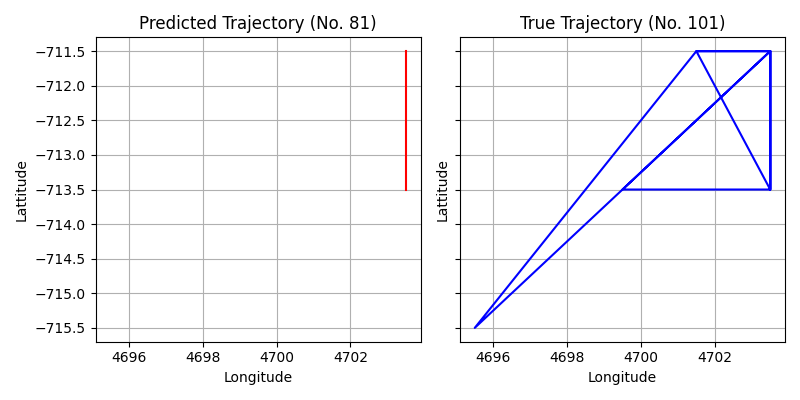 Predicted Trajectory (No. 81)
−711.5
−712.0
−712.5
−713.0
−713.5
−714.0
−714.5
−715.0
−715.5
Lattitude
4696 4698 4700 4702
Longitude
True Trajectory (No. 101)
Lattitude
4696 4698 4700 4702
Longitude